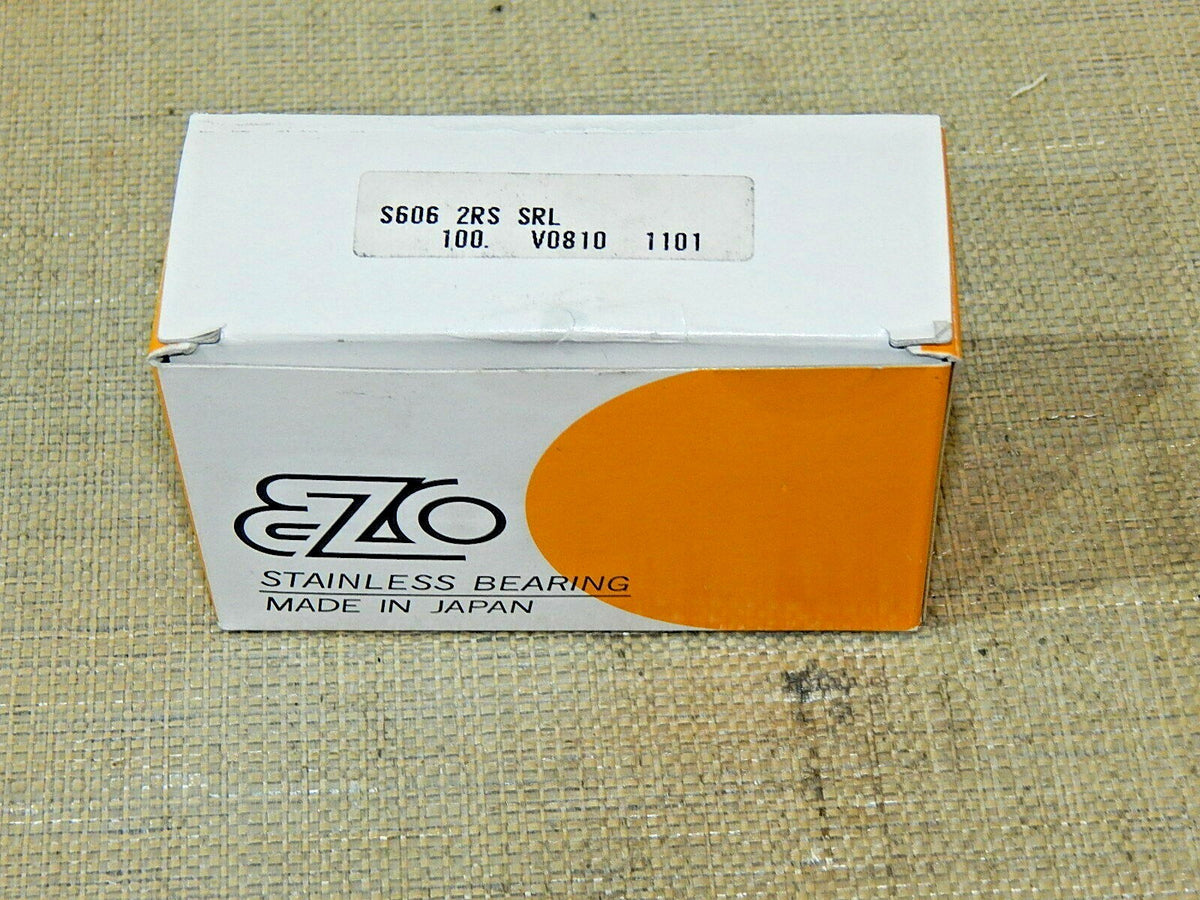 S606 2RS SRL
100. V0810 1101
EZO
STAINLESS BEARING
MADE IN JAPAN